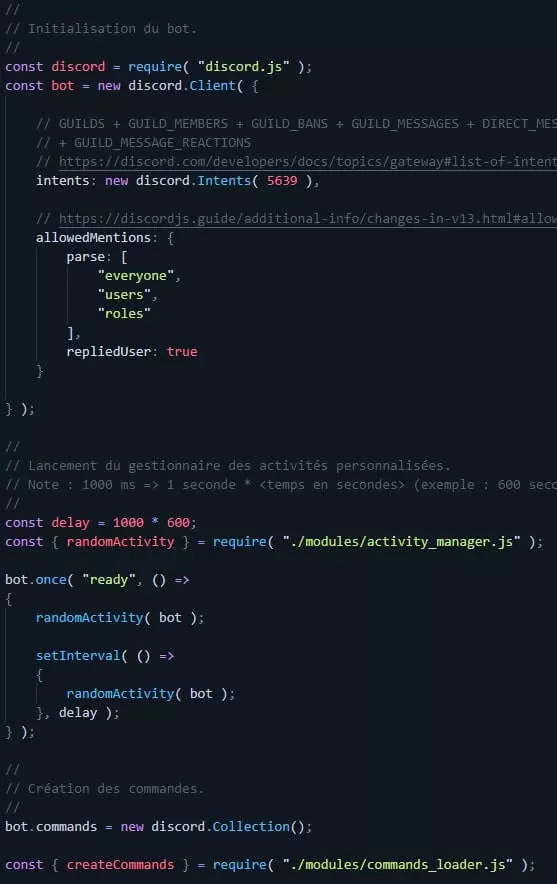 //
// Initialisation du bot.
//
const discord = require( "discord.js" );
const bot = new discord.Client( {
// GUILDS + GUILD_MEMBERS + GUILD_BANS + GUILD_MESSAGES + DIRECT_MES
// + GUILD_MESSAGE_REACTIONS
// https://discord.com/developers/docs/topics/gateway#list-of-intent
intents: new discord.Intents( 5639 ),
// https://discordjs.guide/additional-info/changes-in-v13.html#allow
allowedMentions: {
parse: [
"everyone",
"users",
"roles"
],
repliedUser: true
}
} );
//
// Lancement du gestionnaire des activités personnalisées.
// Note : 1000 ms => 1 seconde * <temps en secondes> (exemple : 600 seco
//
const delay = 1000 * 600;
const { randomActivity } = require( "./modules/activity_manager.js" );
bot.once( "ready", () =>
{
randomActivity( bot );
setInterval( () =>
{
randomActivity( bot );
}, delay );
} );
//
// Création des commandes.
//
bot.commands = new discord.Collection();
const { createCommands } = require( "./modules/commands_loader.js" );